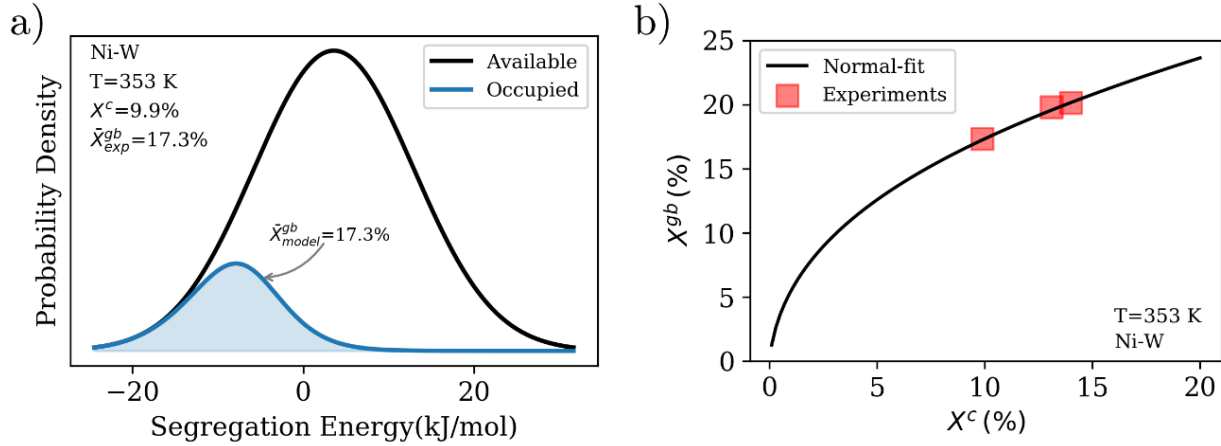 a)
Ni-W
T=353 K
X^c=9.9%
X̄^gb_exp=17.3%
Available
Occupied
X̄^gb_model=17.3%
Probability Density
−20
0
20
Segregation Energy(kJ/mol)
b)
Normal-fit
Experiments
25
20
15
10
5
0
X^gb (%)
T=353 K
Ni-W
0
5
10
15
20
X^c (%)